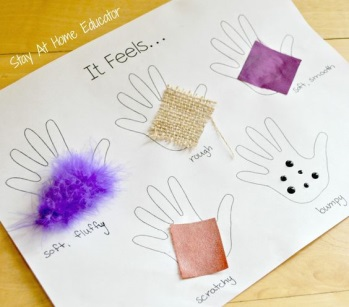 Stay At Home Educator
It Feels...
soft, smooth
rough
soft, fluffy
bumpy
scratchy